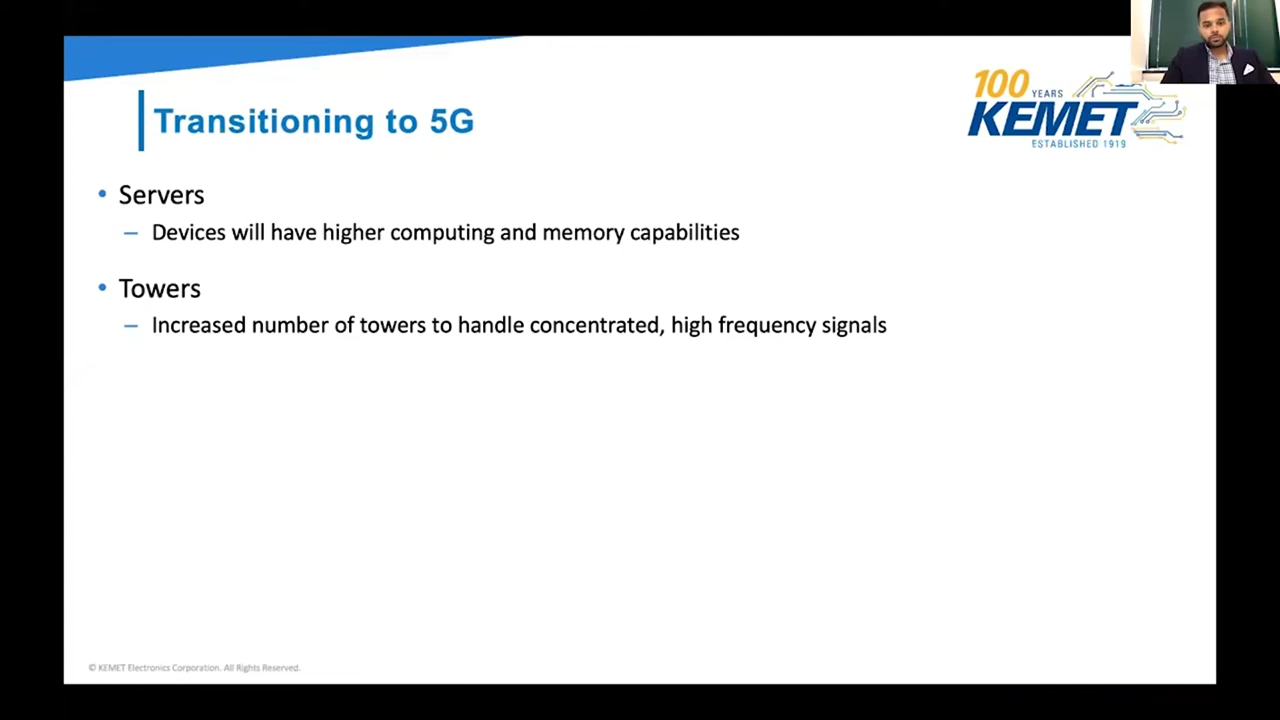 Transitioning to 5G
100 YEARS
KEMET
ESTABLISHED 1919
• Servers
– Devices will have higher computing and memory capabilities
• Towers
– Increased number of towers to handle concentrated, high frequency signals
© KEMET Electronics Corporation. All Rights Reserved.